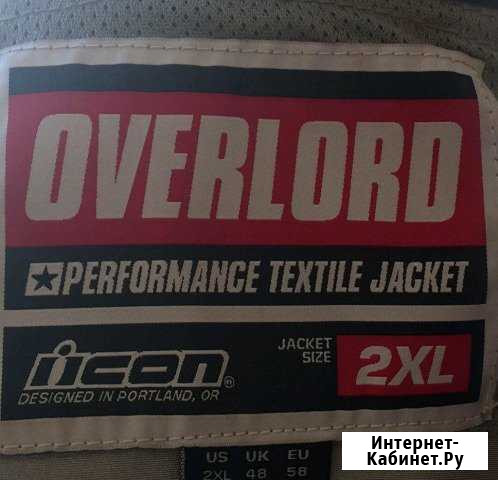 OVERLORD
PERFORMANCE TEXTILE JACKET
icon®
DESIGNED IN PORTLAND, OR
JACKET SIZE
2XL
US UK EU
2XL 48 58
Интернет-
Кабинет.Ру